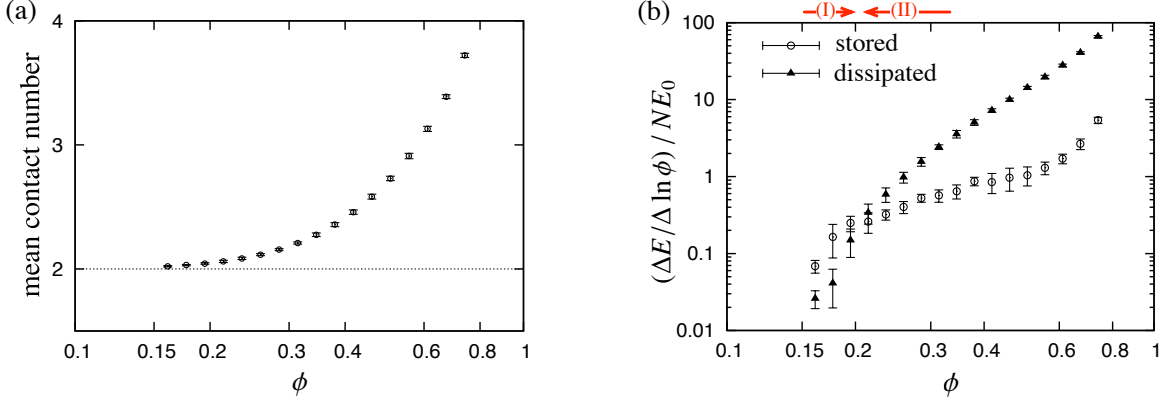 (a)
mean contact number
4
3
2
0.1 0.15 0.2 0.3 0.4 0.6 0.8 1
ϕ
(b)
(I) (II)
stored
dissipated
(ΔE/Δ ln ϕ) / NE₀
100
10
1
0.1
0.01
0.1 0.15 0.2 0.3 0.4 0.6 0.8 1
ϕ